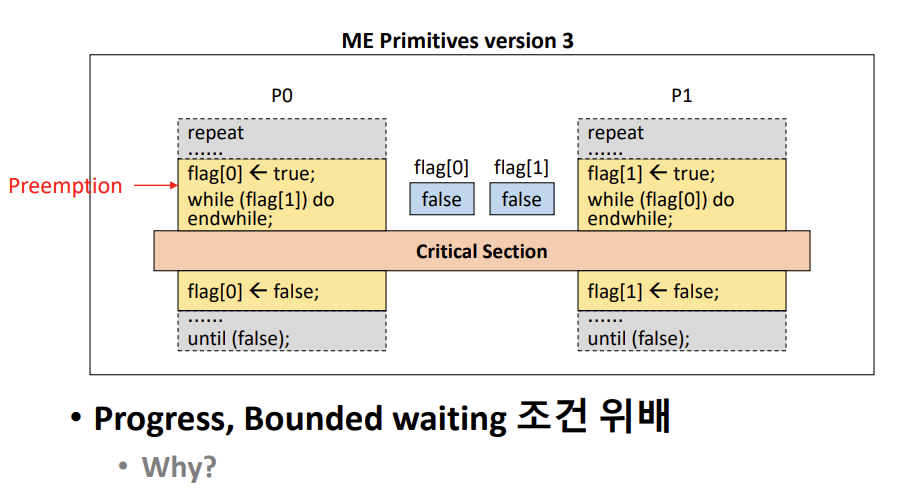 ME Primitives version 3
P0
P1
repeat
......
flag[0] ← true;
while (flag[1]) do
endwhile;
Preemption
flag[0]
flag[1]
false
false
repeat
......
flag[1] ← true;
while (flag[0]) do
endwhile;
Critical Section
flag[0] ← false;
......
until (false);
flag[1] ← false;
......
until (false);
• Progress, Bounded waiting 조건 위배
• Why?